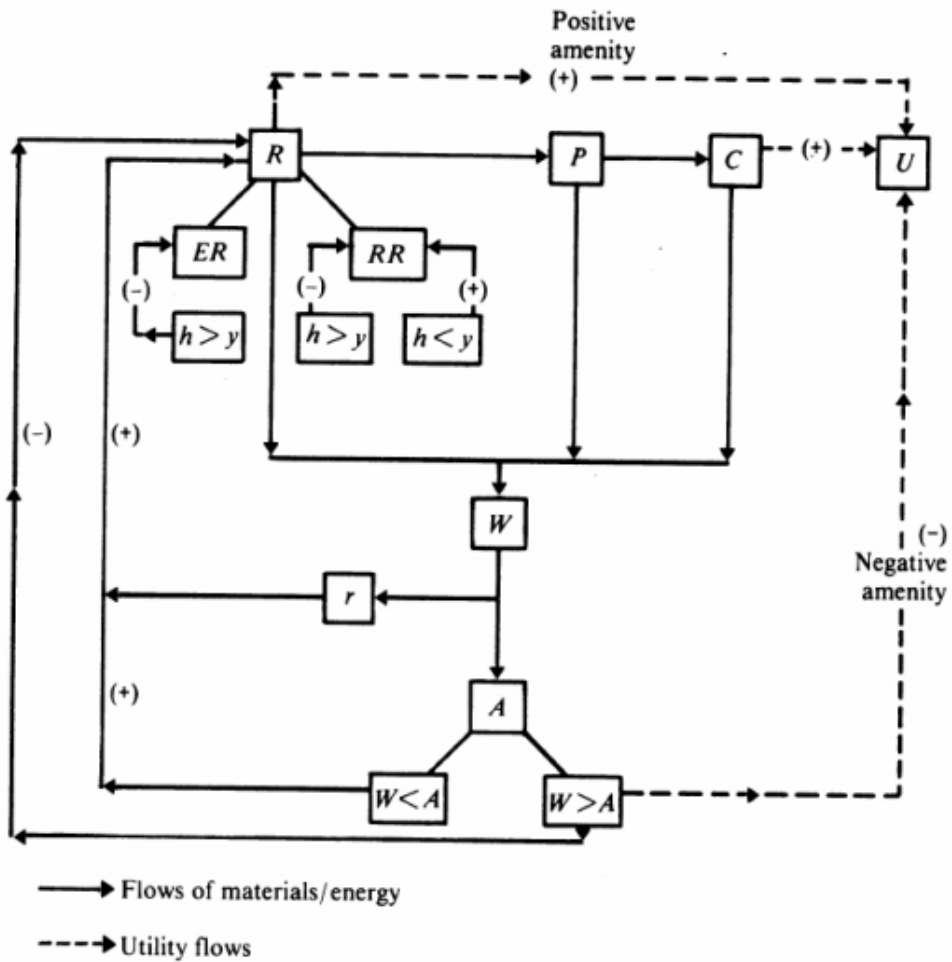 Positive
amenity
(+)
R
P
C
(+)
U
ER
RR
(−)
(−)
(+)
h > y
h > y
h < y
(−)
(+)
W
(−)
Negative
amenity
r
(+)
A
W < A
W > A
Flows of materials/energy
Utility flows